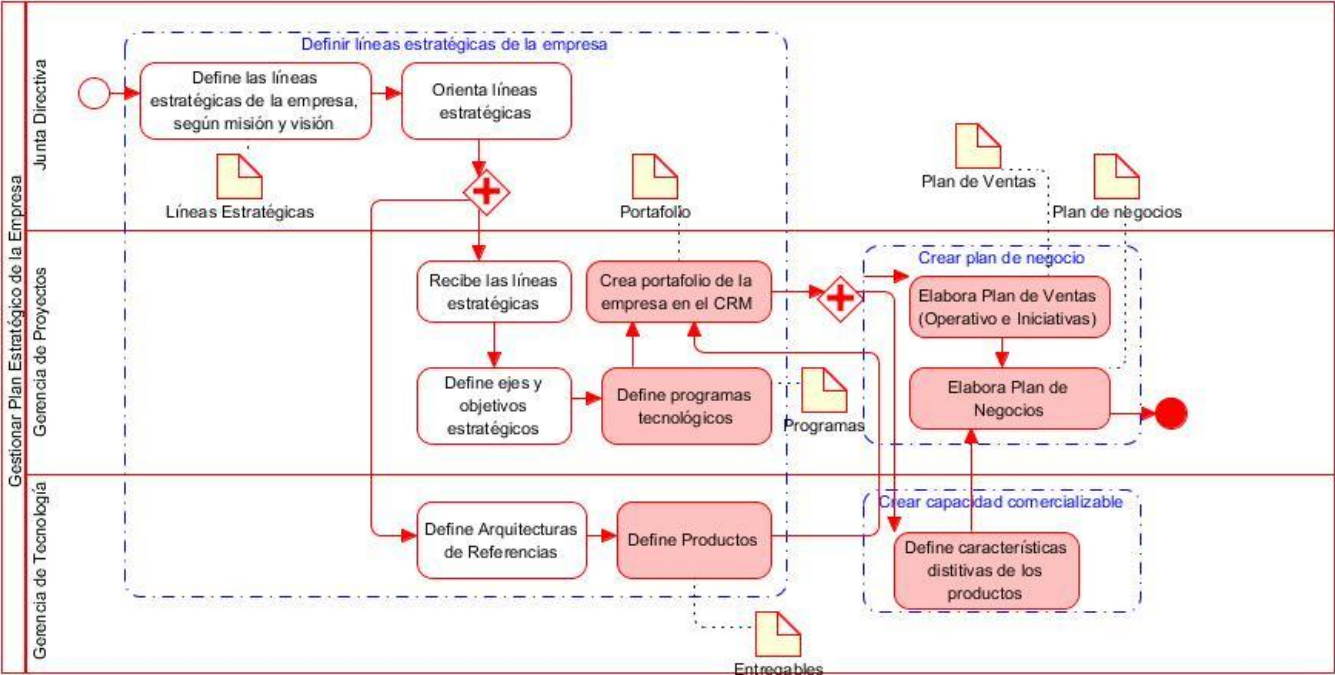 Gestionar Plan Estratégico de la Empresa
Junta Directiva
Definir líneas estratégicas de la empresa
Define las líneas
estratégicas de la empresa,
según misión y visión
Orienta líneas
estratégicas
Líneas Estratégicas
Portafolio
Plan de Ventas
Plan de negocios
Gerencia de Proyectos
Recibe las líneas
estratégicas
Crea portafolio de la
empresa en el CRM
Crear plan de negocio
Elabora Plan de Ventas
(Operativo e Iniciativas)
Define ejes y
objetivos
estratégicos
Define programas
tecnológicos
Programas
Elabora Plan de
Negocios
Gerencia de Tecnología
Define Arquitecturas
de Referencias
Define Productos
Crear capacidad comercializable
Define características
distitivas de los
productos
Entregables